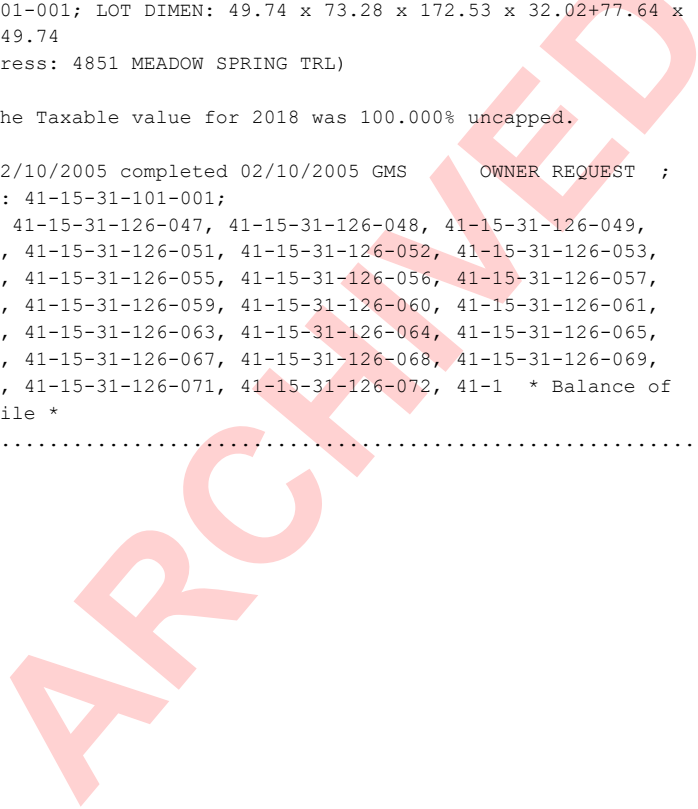 01-001; LOT DIMEN: 49.74 x 73.28 x 172.53 x 32.02+77.64 x
49.74
ress: 4851 MEADOW SPRING TRL)
he Taxable value for 2018 was 100.000% uncapped.
2/10/2005 completed 02/10/2005 GMS OWNER REQUEST ;
: 41-15-31-101-001;
41-15-31-126-047, 41-15-31-126-048, 41-15-31-126-049,
, 41-15-31-126-051, 41-15-31-126-052, 41-15-31-126-053,
, 41-15-31-126-055, 41-15-31-126-056, 41-15-31-126-057,
, 41-15-31-126-059, 41-15-31-126-060, 41-15-31-126-061,
, 41-15-31-126-063, 41-15-31-126-064, 41-15-31-126-065,
, 41-15-31-126-067, 41-15-31-126-068, 41-15-31-126-069,
, 41-15-31-126-071, 41-15-31-126-072, 41-1 * Balance of
ile *
..........................................................
ARCHIVED